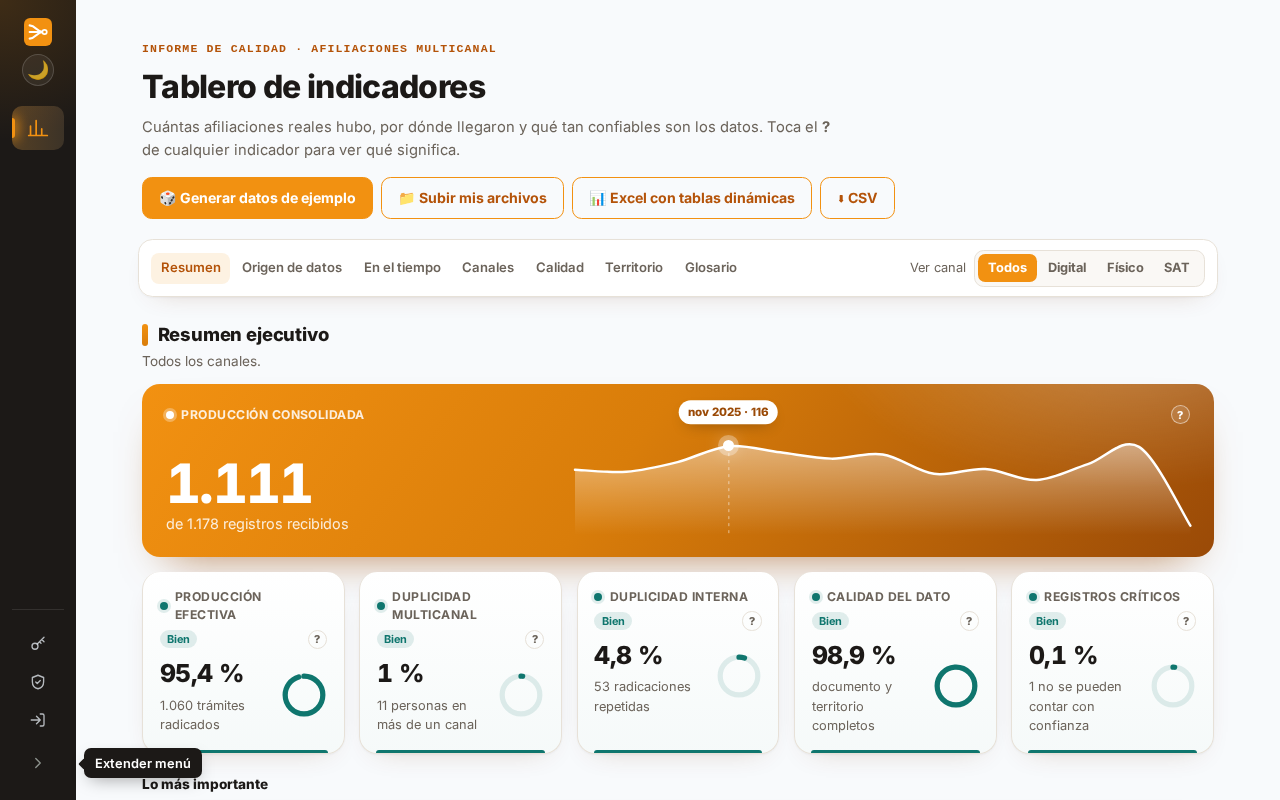 INFORME DE CALIDAD · AFILIACIONES MULTICANAL
Tablero de indicadores
Cuántas afiliaciones reales hubo, por dónde llegaron y qué tan confiables son los datos. Toca el ?
de cualquier indicador para ver qué significa.
Generar datos de ejemplo
Subir mis archivos
Excel con tablas dinámicas
⬇ CSV
Resumen
Origen de datos
En el tiempo
Canales
Calidad
Territorio
Glosario
Ver canal
Todos
Digital
Físico
SAT
Resumen ejecutivo
Todos los canales.
PRODUCCIÓN CONSOLIDADA
nov 2025 · 116
?
1.111
de 1.178 registros recibidos
PRODUCCIÓN
EFECTIVA
Bien
?
95,4 %
1.060 trámites
radicados
DUPLICIDAD
MULTICANAL
Bien
?
1 %
11 personas en
más de un canal
DUPLICIDAD INTERNA
Bien
?
4,8 %
53 radicaciones
repetidas
CALIDAD DEL DATO
Bien
?
98,9 %
documento y
territorio
completos
REGISTROS CRÍTICOS
Bien
?
0,1 %
1 no se pueden
contar con
confianza
Extender menú
Lo más importante